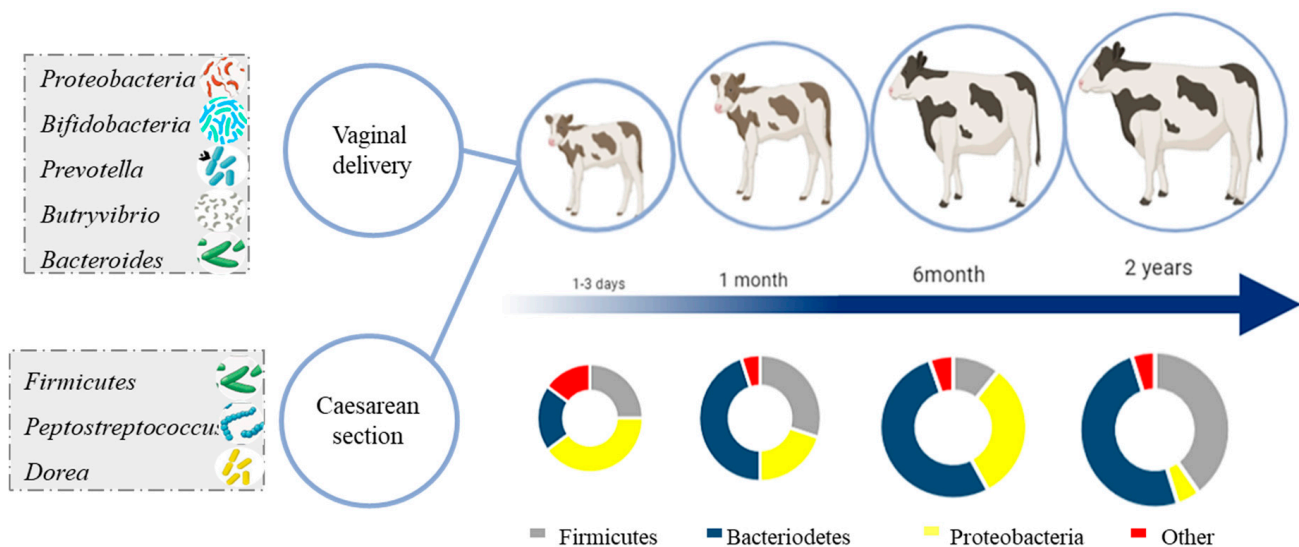 Proteobacteria
Bifidobacteria
Prevotella
Butryvibrio
Bacteroides
Vaginal
delivery
1-3 days
1 month
6month
2 years
Firmicutes
Peptostreptococcus
Dorea
Caesarean
section
Firmicutes
Bacteriodetes
Proteobacteria
Other